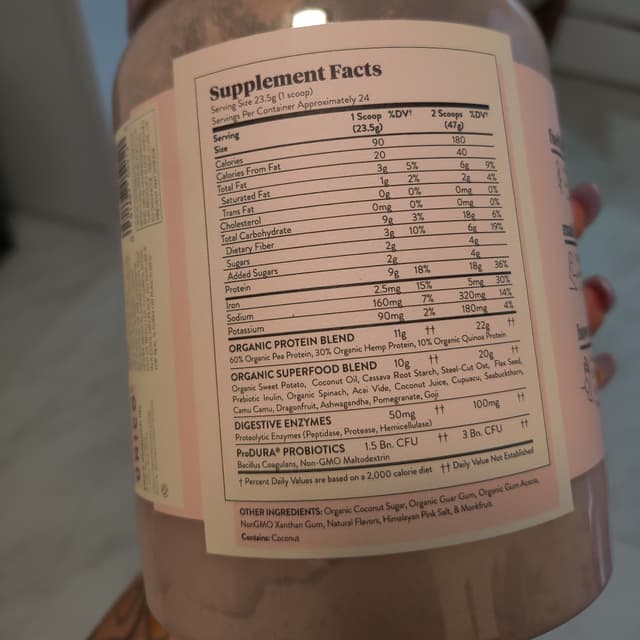 Supplement Facts
Serving Size 23.5g (1 scoop)
Servings Per Container Approximately 24
Serving Size 1 Scoop (23.5g) %DV† 2 Scoops (47g) %DV†
Calories 90 180
Calories From Fat 20 40
Total Fat 3g 5% 6g 9%
Saturated Fat 1g 2% 2g 4%
Trans Fat 0g 0% 0mg 0%
Cholesterol 0mg 0% 0mg 0%
Total Carbohydrate 9g 3% 18g 6%
Dietary Fiber 3g 10% 6g 19%
Sugars 2g 4g
Added Sugars 2g 4g
Protein 9g 18% 18g 36%
Iron 2.5mg 15% 5mg 30%
Sodium 160mg 7% 320mg 14%
Potassium 90mg 2% 180mg 4%
ORGANIC PROTEIN BLEND 11g †† 22g ††
60% Organic Pea Protein, 30% Organic Hemp Protein, 10% Organic Quinoa Protein
ORGANIC SUPERFOOD BLEND 10g †† 20g ††
Organic Sweet Potato, Coconut Oil, Cassava Root Starch, Steel-Cut Oat, Flax Seed,
Prebiotic Inulin, Organic Spinach, Acai Vide, Coconut Juice, Cupuacu, Seabuckthorn,
Camu Camu, Dragonfruit, Ashwagandha, Pomegranate, Goji
DIGESTIVE ENZYMES 50mg †† 100mg ††
Proteolytic Enzymes (Peptidase, Protease, Hemicellulase)
ProDURA® PROBIOTICS 1.5 Bn. CFU †† 3 Bn. CFU ††
Bacillus Coagulans, Non-GMO Maltodextrin
† Percent Daily Values are based on a 2,000 calorie diet †† Daily Value Not Established
OTHER INGREDIENTS: Organic Coconut Sugar, Organic Guar Gum, Organic Gum Acacia,
NonGMO Xanthan Gum, Natural Flavors, Himalayan Pink Salt, & Monkfruit.
Contains: Coconut